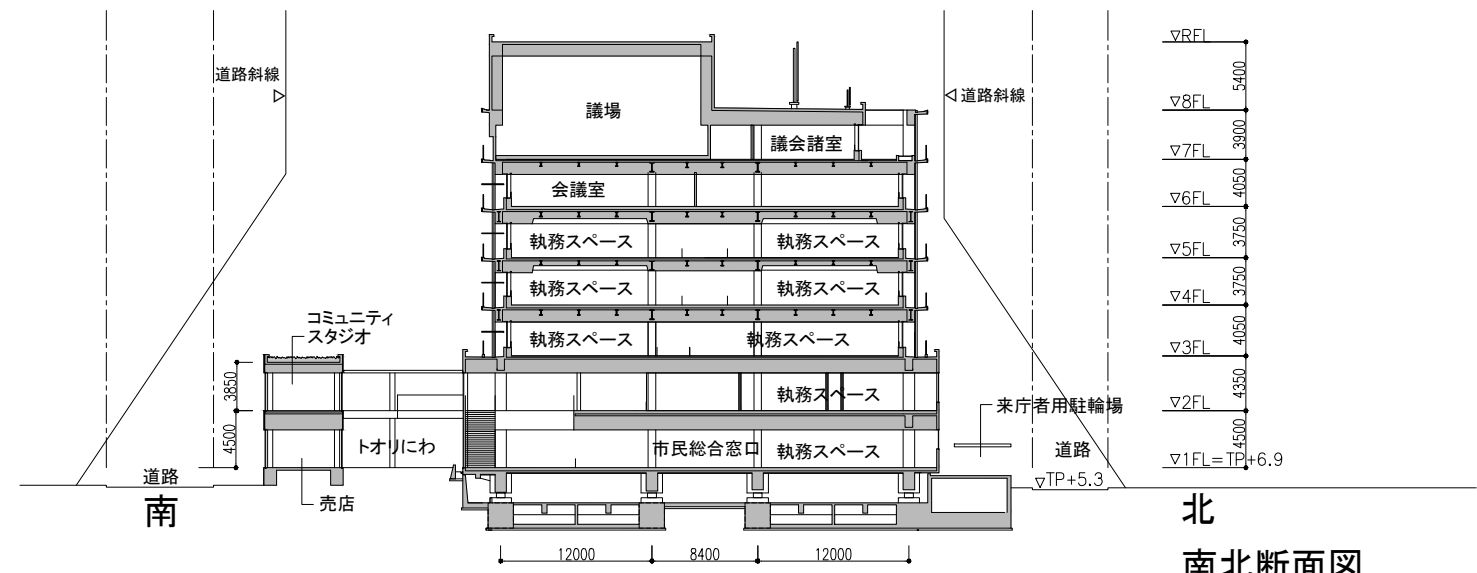 道路斜線
道路斜線
議場
議会諸室
会議室
執務スペース
執務スペース
執務スペース
執務スペース
執務スペース
執務スペース
コミュニティ
スタジオ
執務スペース
トオリにわ
市民総合窓口
執務スペース
来庁者用駐輪場
道路
道路
売店
南
北
3850
4500
▽RFL
5400
▽8FL
3900
▽7FL
4050
▽6FL
3750
▽5FL
3750
▽4FL
4050
▽3FL
4350
▽2FL
4500
▽1FL=TP+6.9
▽TP+5.3
12000
8400
12000
南北断面図